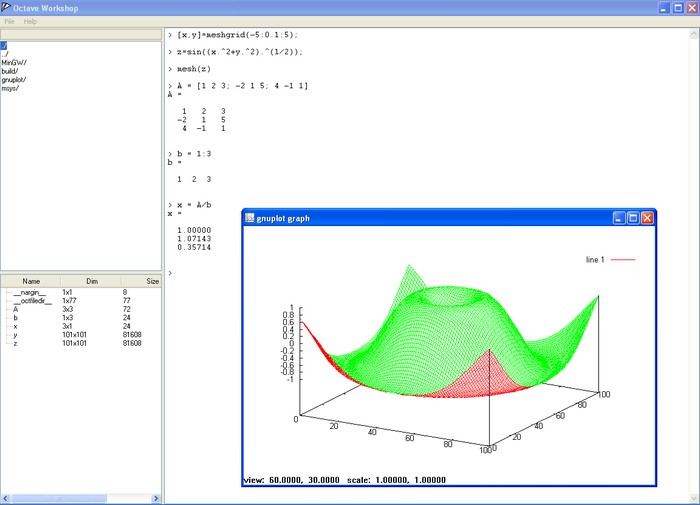 Octave Workshop
File Help
./
../
MinGW//
build/
gnuplot/
msys/
> [x,y]=meshgrid(-5:0.1:5);
> z=sin((x.^2+y.^2).^(1/2));
> mesh(z)
> A = [1 2 3; -2 1 5; 4 -1 1]
A =
1 2 3
-2 1 5
4 -1 1
> b = 1:3
b =
1 2 3
> x = A/b
x =
1.00000
1.07143
0.35714
>
Name Dim Size
__nargin__ 1x1 8
__octfiledir__ 1x77 77
A 3x3 72
b 1x3 24
x 3x1 24
y 101x101 81608
z 101x101 81608
gnuplot graph
line 1
1
0.8
0.6
0.4
0.2
0
-0.2
-0.4
-0.6
-0.8
-1
0
20
40
60
80
100
0
20
40
60
80
100
view: 60.0000, 30.0000 scale: 1.00000, 1.00000